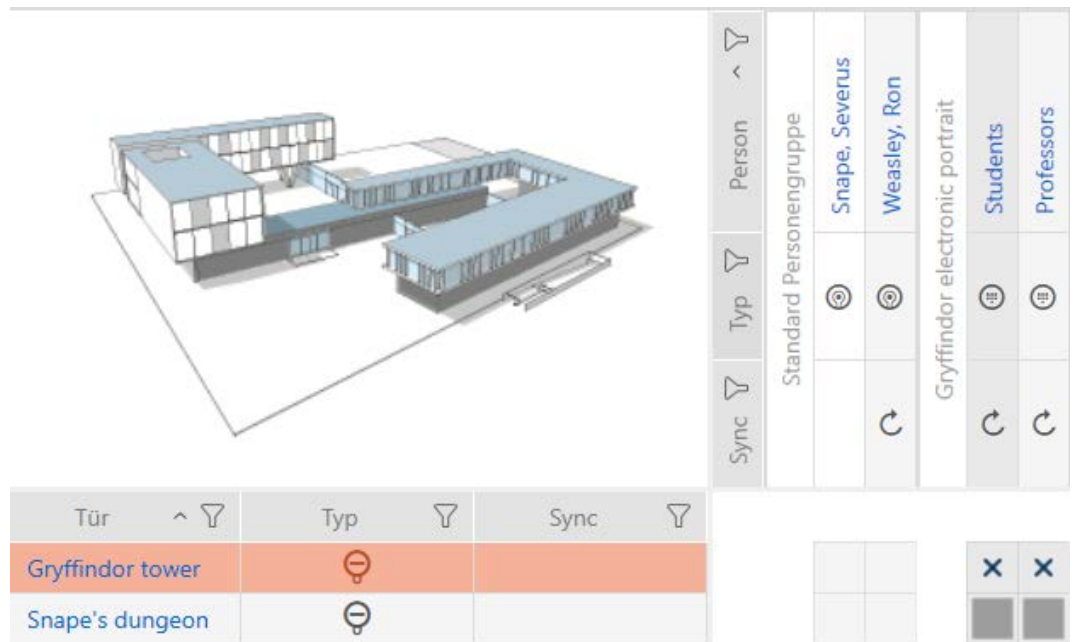 Person
Typ
Sync
Standard Personengruppe
Snape, Severus
Weasley, Ron
Gryffindor electronic portrait
Students
Professors
Tür
Typ
Sync
Gryffindor tower
Snape's dungeon